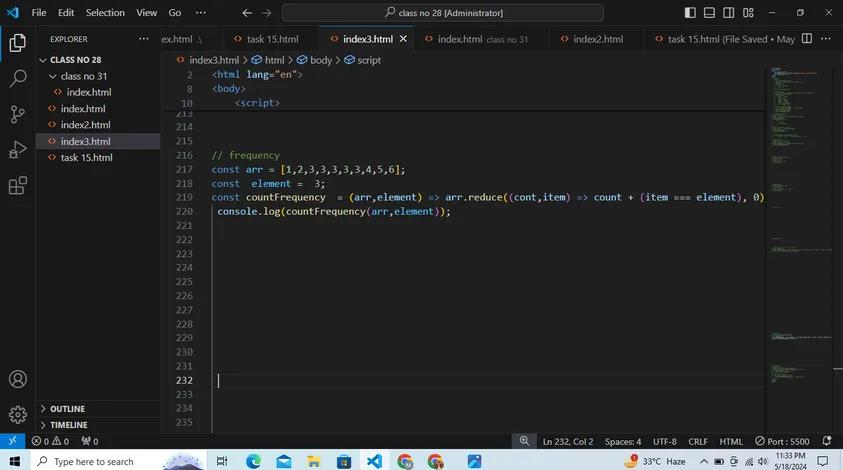 File Edit Selection View Go ··· class no 28 [Administrator]
EXPLORER ···
CLASS NO 28
class no 31
index.html
index.html
index2.html
index3.html
task 15.html
OUTLINE
TIMELINE
ex.html .\ task 11.html index3.html index.html class no 31 index2.html task 15.html (File Saved • May
index3.html > html > body > script
2 <html lang="en">
8 <body>
10 <script>
213
214
215
216 // frequency
217 const arr = [1,2,3,3,3,3,3,4,5,6];
218 const element = 3;
219 const countFrequency = (arr,element) => arr.reduce((cont,item) => count + (item === element), 0)
220 console.log(countFrequency(arr,element));
221
222
223
224
225
226
227
228
229
230
231
232
233
234
235
0 0 0 Ln 232, Col 2 Spaces: 4 UTF-8 CRLF HTML Port : 5500
Type here to search 33°C Haze 11:33 PM
5/18/2024